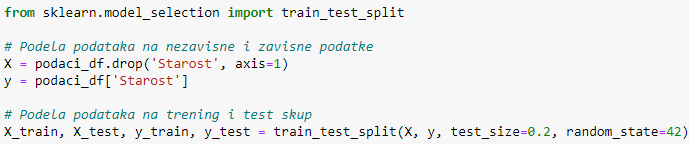 from sklearn.model_selection import train_test_split
# Podela podataka na nezavisne i zavisne podatke
X = podaci_df.drop('Starost', axis=1)
y = podaci_df['Starost']
# Podela podataka na trening i test skup
X_train, X_test, y_train, y_test = train_test_split(X, y, test_size=0.2, random_state=42)